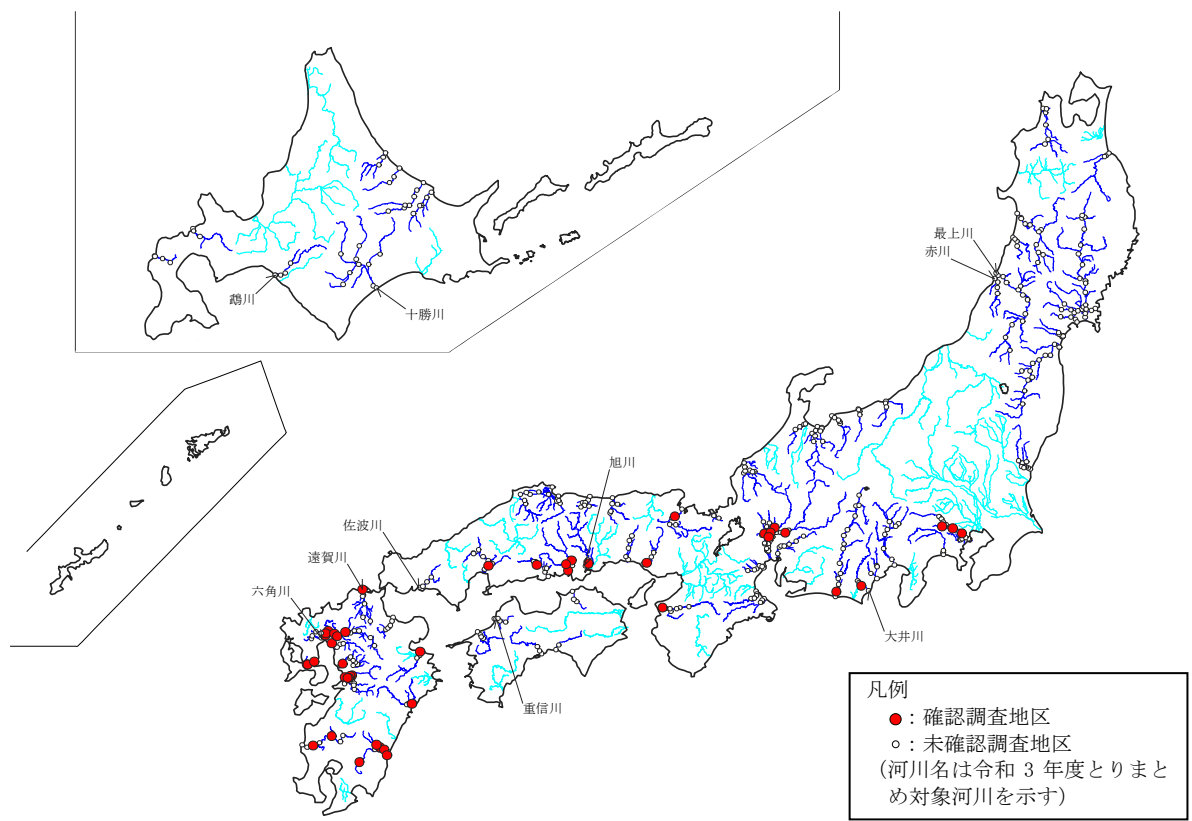 最上川
赤川
鵡川
十勝川
旭川
佐波川
遠賀川
六角川
大井川
重信川
凡例
●：確認調査地区
○：未確認調査地区
(河川名は令和 3 年度とりまと
め対象河川を示す)